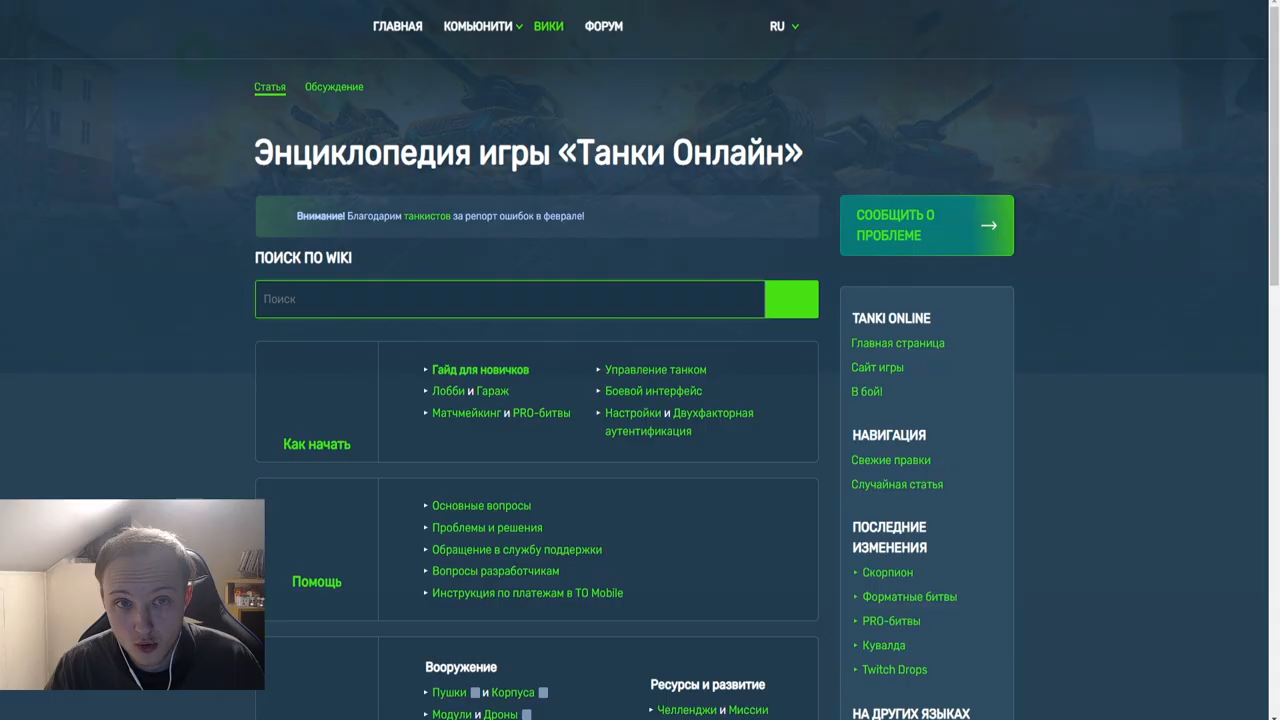 ГЛАВНАЯ КОМЬЮНИТИ ВИКИ ФОРУМ RU
Статья Обсуждение
Энциклопедия игры «Танки Онлайн»
Внимание! Благодарим танкистов за репорт ошибок в феврале!
СООБЩИТЬ О
ПРОБЛЕМЕ
ПОИСК ПО WIKI
Поиск
Как начать
Гайд для новичков
Лобби и Гараж
Матчмейкинг и PRO-битвы
Управление танком
Боевой интерфейс
Настройки и Двухфакторная
аутентификация
Помощь
Основные вопросы
Проблемы и решения
Обращение в службу поддержки
Вопросы разработчикам
Инструкция по платежам в ТО Mobile
Вооружение
Пушки и Корпуса
Модули и Дроны
Ресурсы и развитие
Челленджи и Миссии
TANKI ONLINE
Главная страница
Сайт игры
В бой!
НАВИГАЦИЯ
Свежие правки
Случайная статья
ПОСЛЕДНИЕ
ИЗМЕНЕНИЯ
Скорпион
Форматные битвы
PRO-битвы
Кувалда
Twitch Drops
НА ДРУГИХ ЯЗЫКАХ